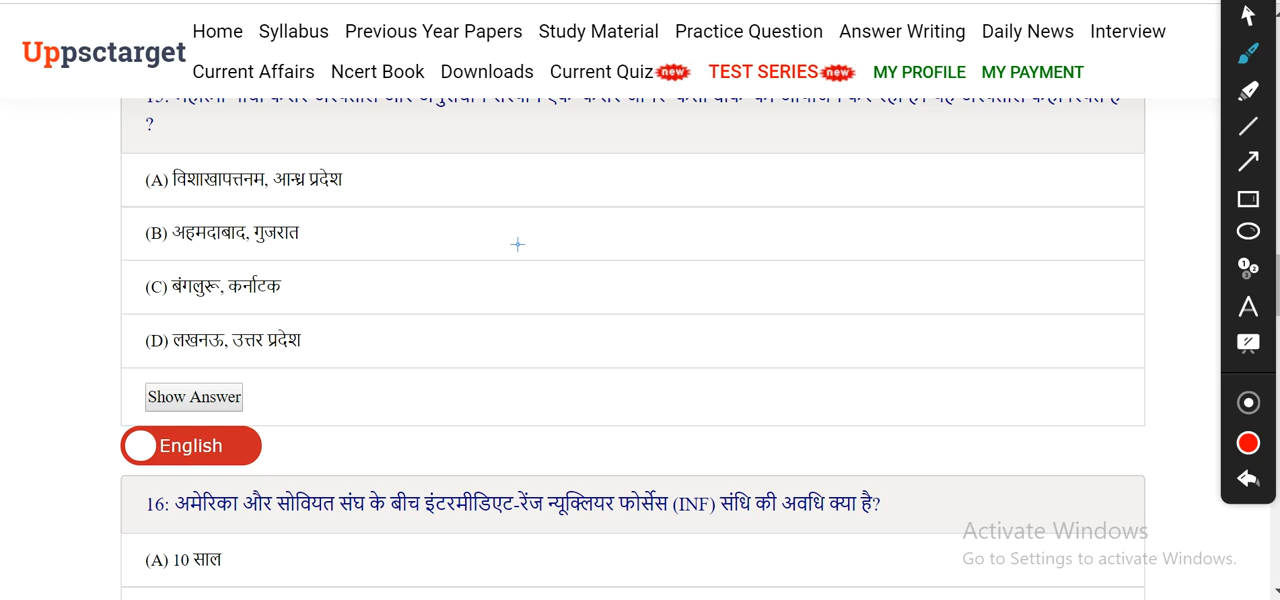 Home Syllabus Previous Year Papers Study Material Practice Question Answer Writing Daily News Interview
Uppsctarget
Current Affairs Ncert Book Downloads Current Quiz new TEST SERIES new MY PROFILE MY PAYMENT
?
(A) विशाखापत्तनम, आन्ध्र प्रदेश
(B) अहमदाबाद, गुजरात
(C) बंगलुरू, कर्नाटक
(D) लखनऊ, उत्तर प्रदेश
Show Answer
English
16: अमेरिका और सोवियत संघ के बीच इंटरमीडिएट-रेंज न्यूक्लियर फोर्सेस (INF) संधि की अवधि क्या है?
Activate Windows
Go to Settings to activate Windows.
(A) 10 साल